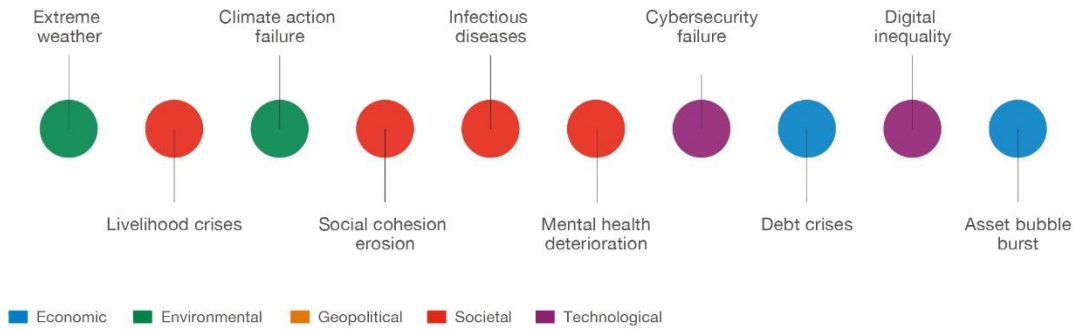 Extreme
weather
Climate action
failure
Infectious
diseases
Cybersecurity
failure
Digital
inequality
Livelihood crises
Social cohesion
erosion
Mental health
deterioration
Debt crises
Asset bubble
burst
Economic
Environmental
Geopolitical
Societal
Technological